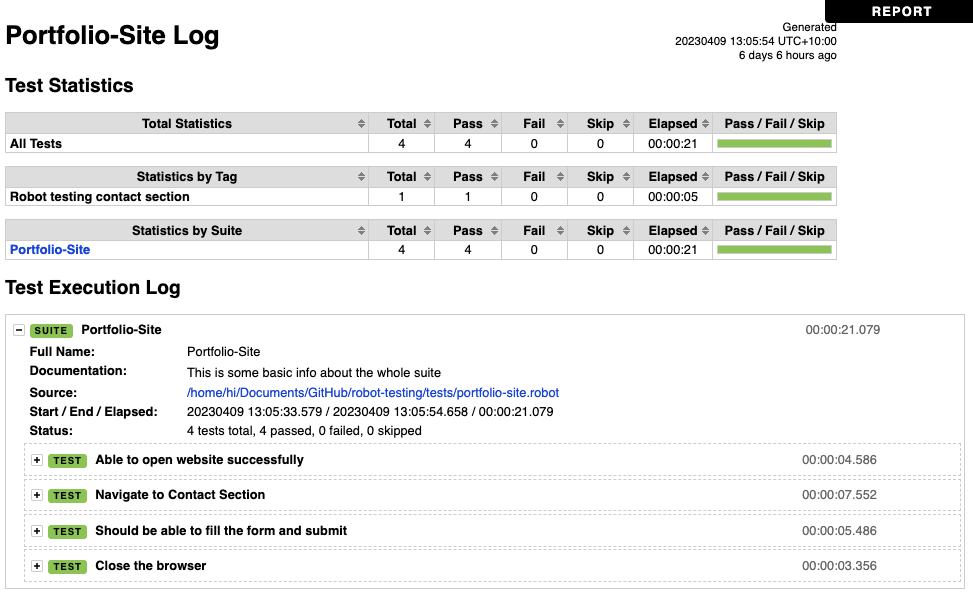 REPORT
Portfolio-Site Log
Generated
20230409 13:05:54 UTC+10:00
6 days 6 hours ago
Test Statistics
Total Statistics Total Pass Fail Skip Elapsed Pass / Fail / Skip
All Tests 4 4 0 0 00:00:21
Statistics by Tag Total Pass Fail Skip Elapsed Pass / Fail / Skip
Robot testing contact section 1 1 0 0 00:00:05
Statistics by Suite Total Pass Fail Skip Elapsed Pass / Fail / Skip
Portfolio-Site 4 4 0 0 00:00:21
Test Execution Log
SUITE Portfolio-Site 00:00:21.079
Full Name: Portfolio-Site
Documentation: This is some basic info about the whole suite
Source: /home/hi/Documents/GitHub/robot-testing/tests/portfolio-site.robot
Start / End / Elapsed: 20230409 13:05:33.579 / 20230409 13:05:54.658 / 00:00:21.079
Status: 4 tests total, 4 passed, 0 failed, 0 skipped
TEST Able to open website successfully 00:00:04.586
TEST Navigate to Contact Section 00:00:07.552
TEST Should be able to fill the form and submit 00:00:05.486
TEST Close the browser 00:00:03.356